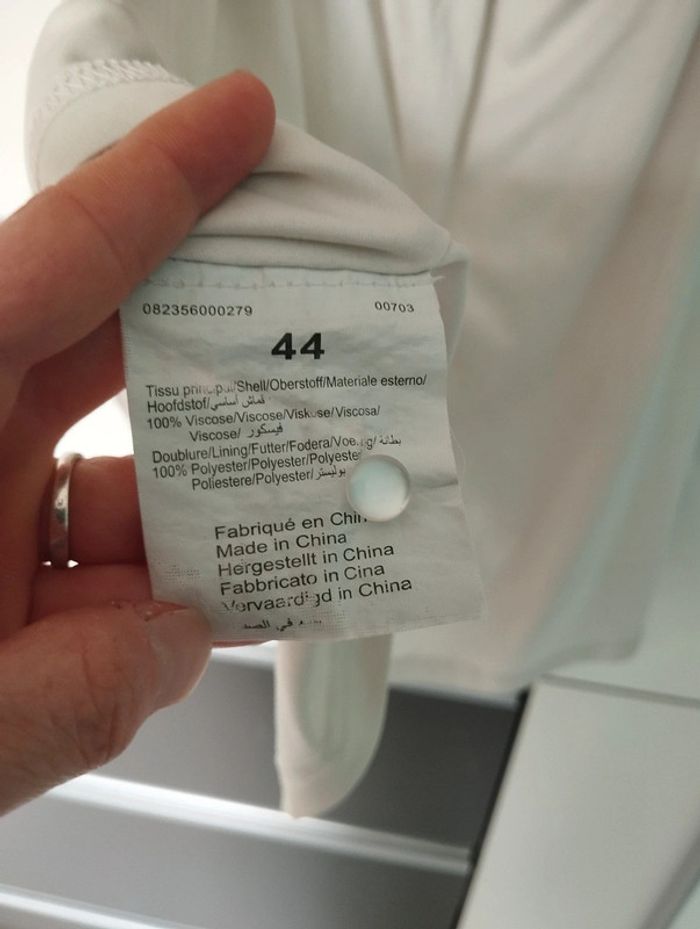 082356000279 00703
44
Tissu principal/Shell/Oberstoff/Materiale esterno/
Hoofdstof/قماش أساسي
100% Viscose/Viscose/Viskose/Viscosa/
Viscose/ فيسكوز
Doublure/Lining/Futter/Fodera/Voering/ بطانة
100% Polyester/Polyester/Polyester
Poliestere/Polyester/بوليستر
Fabriqué en
Made in China
Hergestellt in China
Fabbricato in Cina
Vervaardigd in China
في